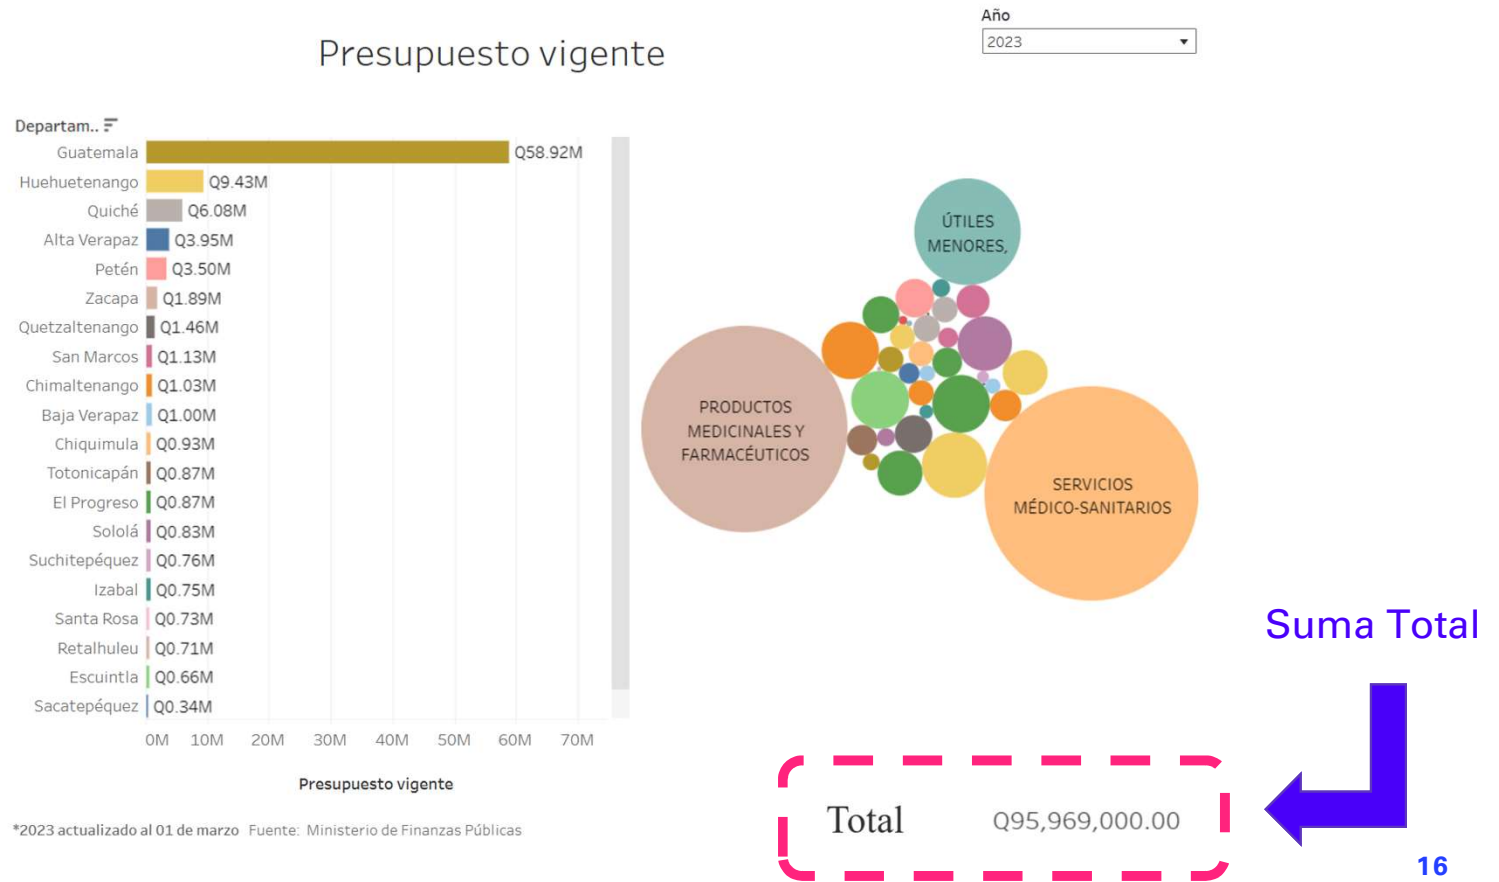 Año
2023
Presupuesto vigente
Departam..
Guatemala Q58.92M
Huehuetenango Q9.43M
Quiché Q6.08M
Alta Verapaz Q3.95M
Petén Q3.50M
Zacapa Q1.89M
Quetzaltenango Q1.46M
San Marcos Q1.13M
Chimaltenango Q1.03M
Baja Verapaz Q1.00M
Chiquimula Q0.93M
Totonicapán Q0.87M
El Progreso Q0.87M
Sololá Q0.83M
Suchitepéquez Q0.76M
Izabal Q0.75M
Santa Rosa Q0.73M
Retalhuleu Q0.71M
Escuintla Q0.66M
Sacatepéquez Q0.34M
0M 10M 20M 30M 40M 50M 60M 70M
Presupuesto vigente
*2023 actualizado al 01 de marzo Fuente: Ministerio de Finanzas Públicas
ÚTILES
MENORES,
PRODUCTOS
MEDICINALES Y
FARMACÉUTICOS
SERVICIOS
MÉDICO-SANITARIOS
Suma Total
Total Q95,969,000.00
16